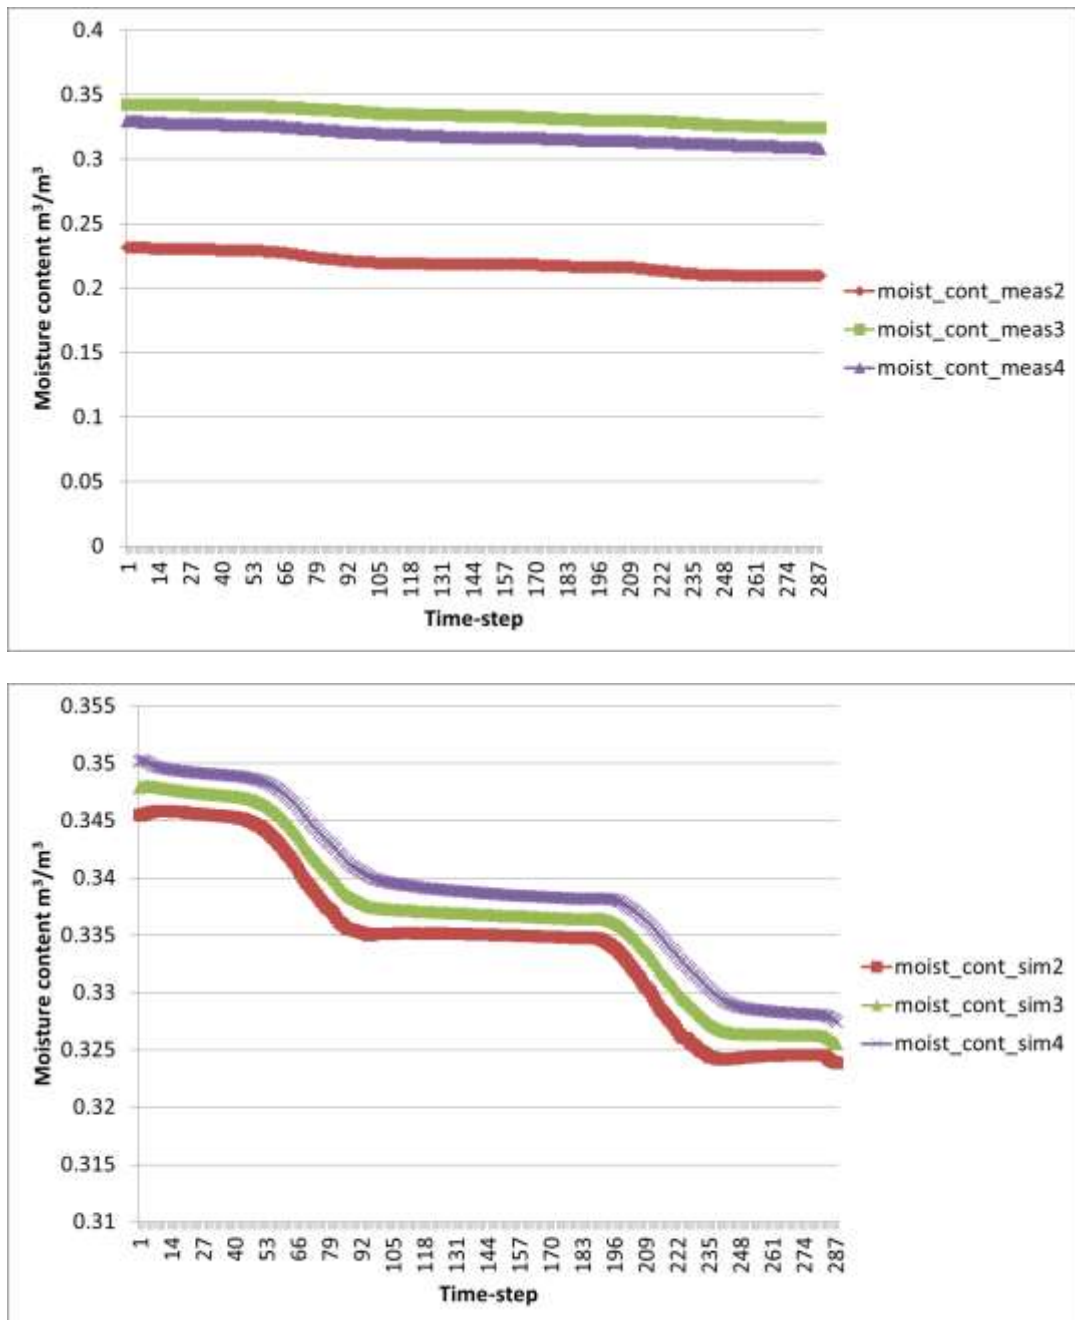 0.4
0.35
0.3
0.25
0.2
0.15
0.1
0.05
0
Moisture content m³/m³
1 14 27 40 53 66 79 92 105 118 131 144 157 170 183 196 209 222 235 248 261 274 287
Time-step
moist_cont_meas2
moist_cont_meas3
moist_cont_meas4
0.355
0.35
0.345
0.34
0.335
0.33
0.325
0.32
0.315
0.31
Moisture content m³/m³
1 14 27 40 53 66 79 92 105 118 131 144 157 170 183 196 209 222 235 248 261 274 287
Time-step
moist_cont_sim2
moist_cont_sim3
moist_cont_sim4